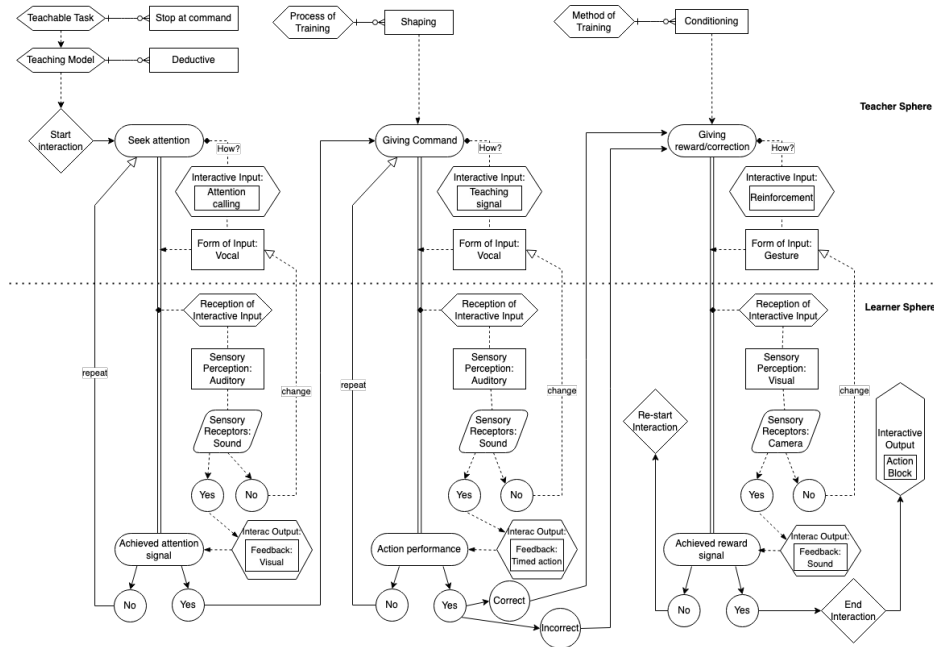 Teachable Task
Stop at command
Teaching Model
Deductive
Process of
Training
Shaping
Method of
Training
Conditioning
Teacher Sphere
Start
interaction
Seek attention
How?
Interactive Input:
Attention
calling
Form of Input:
Vocal
Giving Command
How?
Interactive Input:
Teaching
signal
Form of Input:
Vocal
Giving
reward/correction
How?
Interactive Input:
Reinforcement
Form of Input:
Gesture
Learner Sphere
Reception of
Interactive Input
Sensory
Perception:
Auditory
repeat
change
Sensory
Receptors:
Sound
Yes
No
Interac Output:
Feedback:
Visual
Achieved attention
signal
No
Yes
Reception of
Interactive Input
Sensory
Perception:
Auditory
repeat
change
Sensory
Receptors:
Sound
Yes
No
Interac Output:
Feedback:
Timed action
Action performance
No
Yes
Correct
Incorrect
Reception of
Interactive Input
Sensory
Perception:
Visual
change
Re-start
Interaction
Sensory
Receptors:
Camera
Yes
No
Interac Output:
Feedback:
Sound
Achieved reward
signal
No
Yes
End
Interaction
Interactive
Output
Action
Block